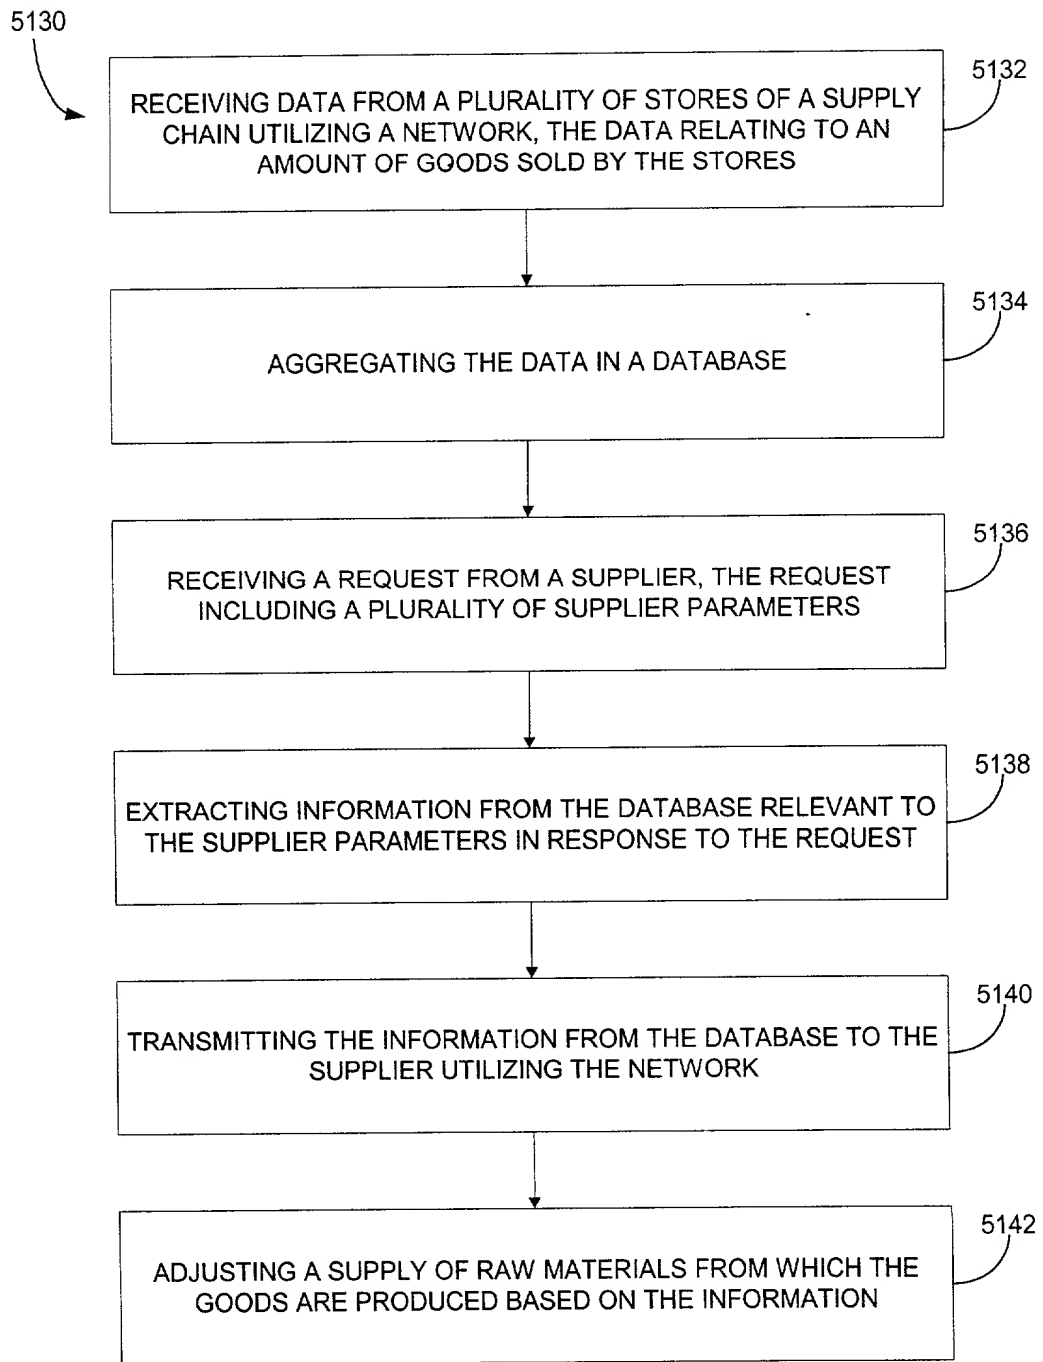 5130
5132
RECEIVING DATA FROM A PLURALITY OF STORES OF A SUPPLY
CHAIN UTILIZING A NETWORK, THE DATA RELATING TO AN
AMOUNT OF GOODS SOLD BY THE STORES
5134
AGGREGATING THE DATA IN A DATABASE
5136
RECEIVING A REQUEST FROM A SUPPLIER, THE REQUEST
INCLUDING A PLURALITY OF SUPPLIER PARAMETERS
5138
EXTRACTING INFORMATION FROM THE DATABASE RELEVANT TO
THE SUPPLIER PARAMETERS IN RESPONSE TO THE REQUEST
5140
TRANSMITTING THE INFORMATION FROM THE DATABASE TO THE
SUPPLIER UTILIZING THE NETWORK
5142
ADJUSTING A SUPPLY OF RAW MATERIALS FROM WHICH THE
GOODS ARE PRODUCED BASED ON THE INFORMATION